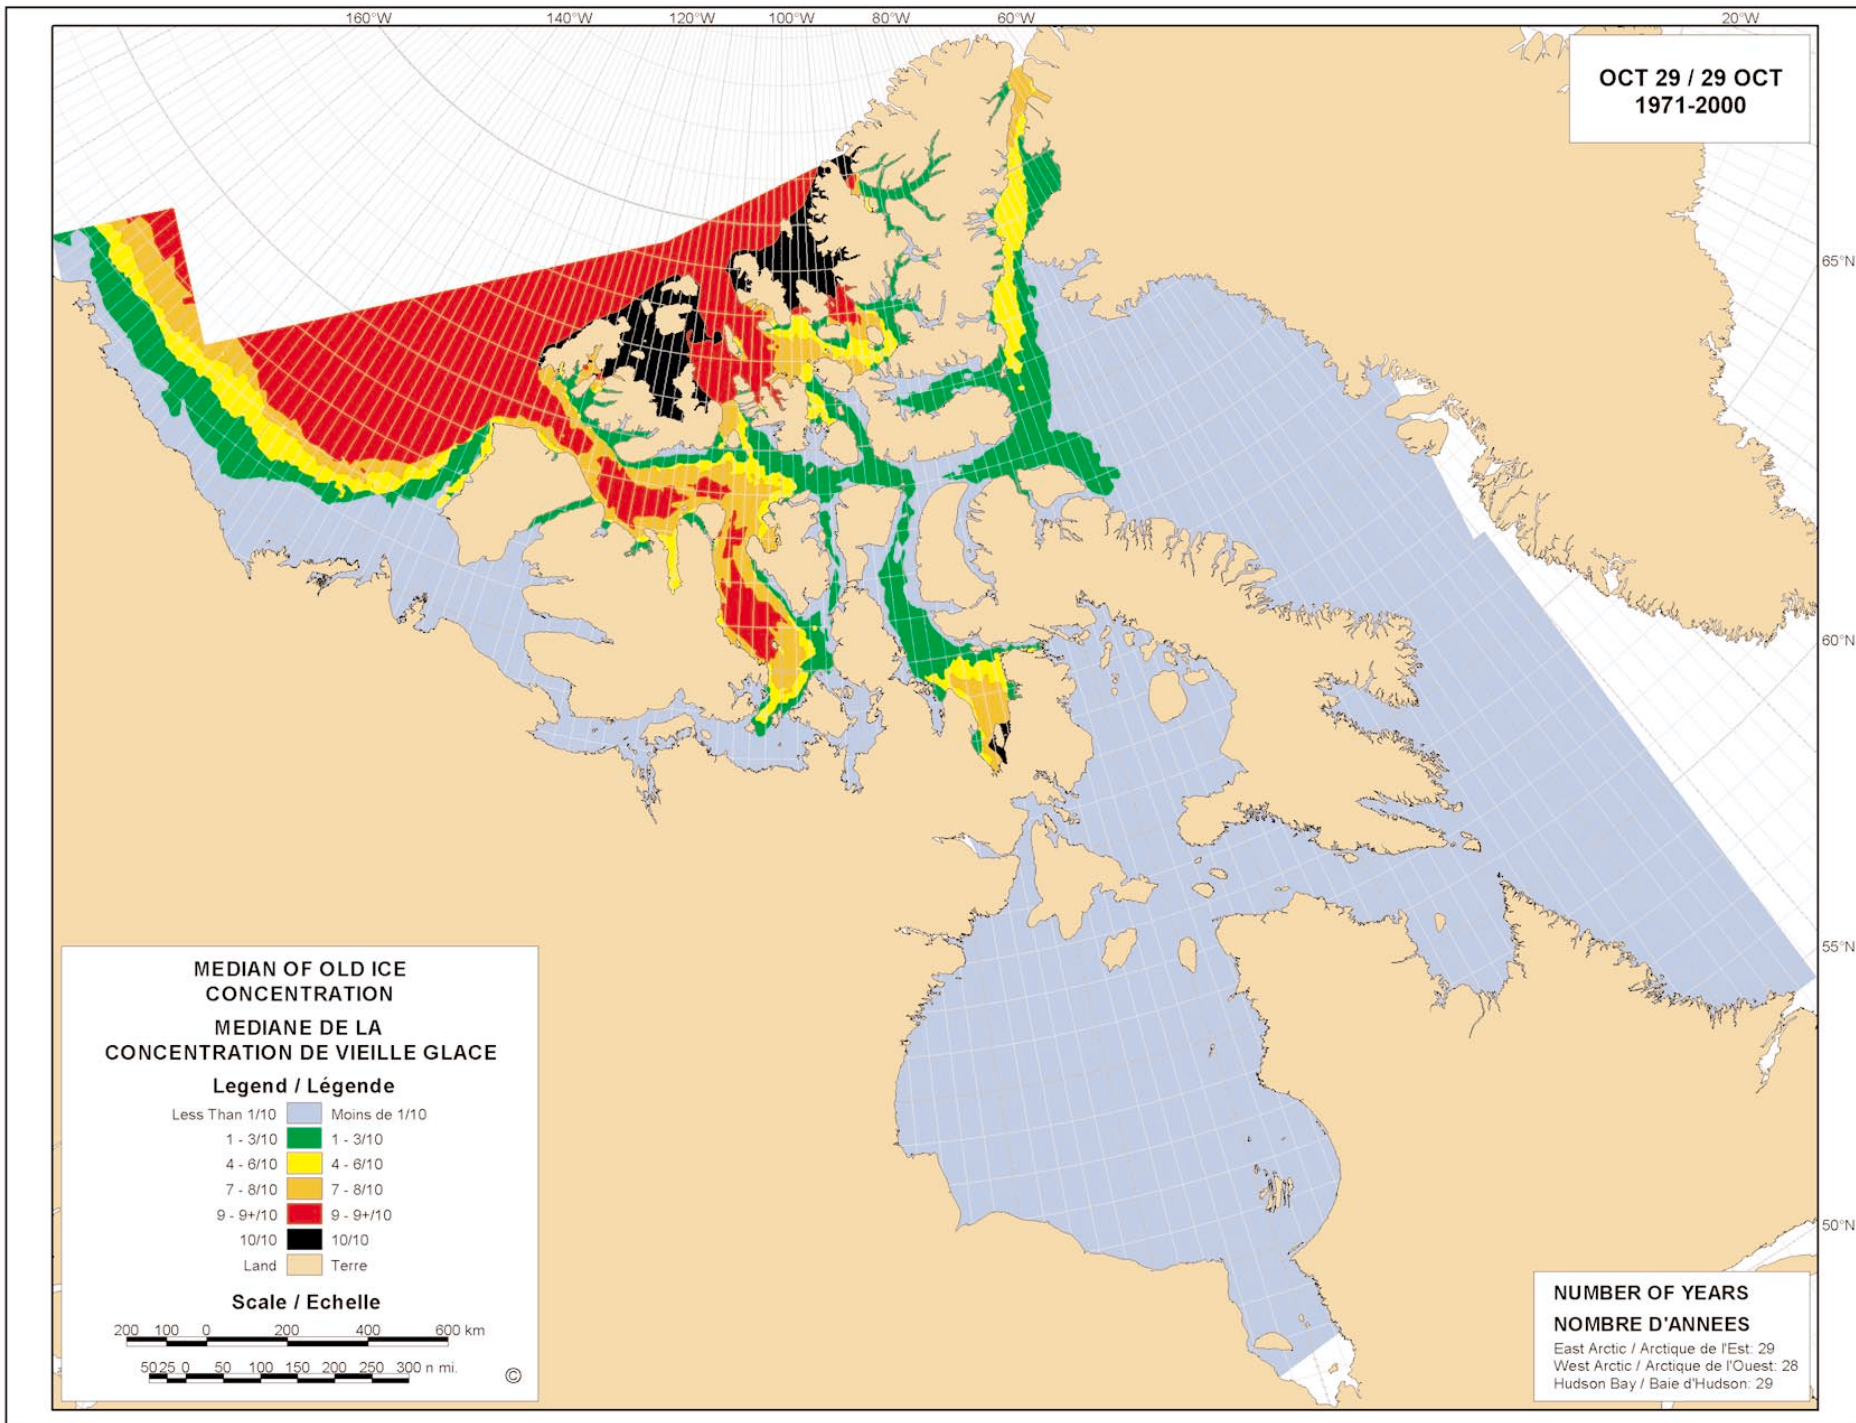 160°W 140°W 120°W 100°W 80°W 60°W 20°W
OCT 29 / 29 OCT
1971-2000
65°N
60°N
55°N
50°N
MEDIAN OF OLD ICE
CONCENTRATION
MEDIANE DE LA
CONCENTRATION DE VIEILLE GLACE
Legend / Légende
Less Than 1/10 Moins de 1/10
1 - 3/10 1 - 3/10
4 - 6/10 4 - 6/10
7 - 8/10 7 - 8/10
9 - 9+/10 9 - 9+/10
10/10 10/10
Land Terre
Scale / Echelle
200 100 0 200 400 600 km
50 25 0 50 100 150 200 250 300 n mi.
©
NUMBER OF YEARS
NOMBRE D'ANNEES
East Arctic / Arctique de l'Est: 29
West Arctic / Arctique de l'Ouest: 28
Hudson Bay / Baie d'Hudson: 29